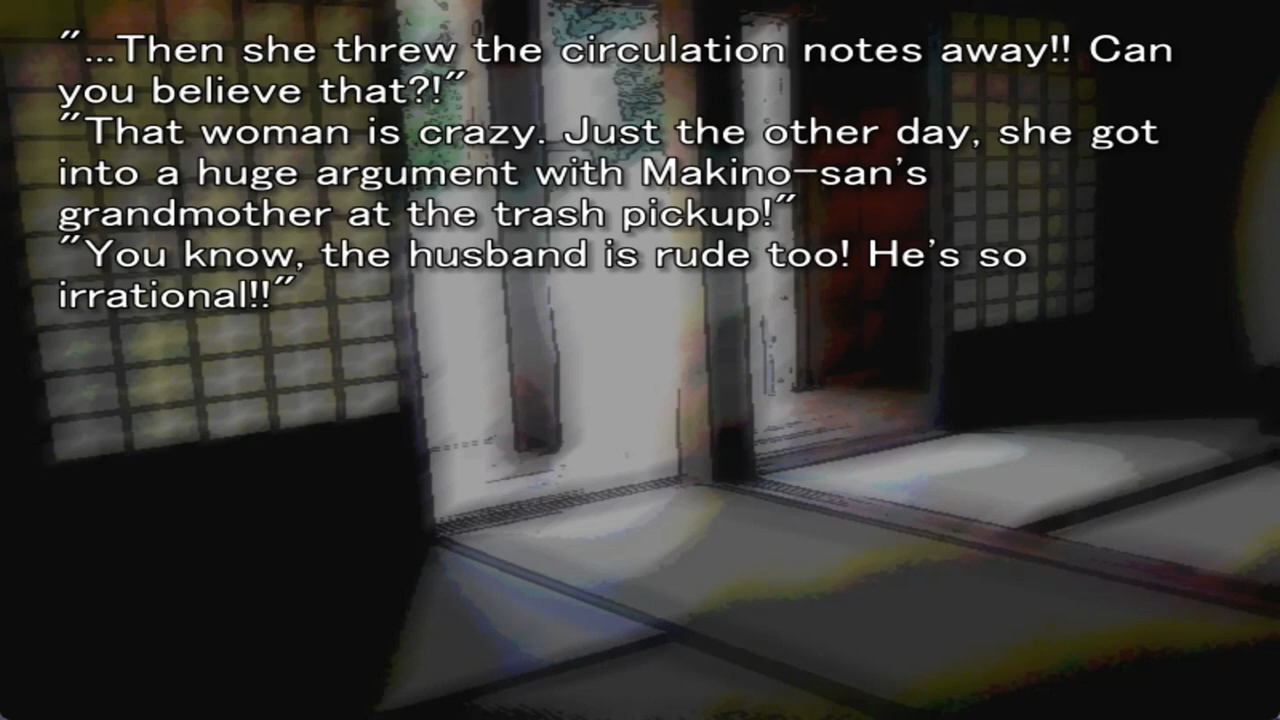 "...Then she threw the circulation notes away!! Can
you believe that?!"
"That woman is crazy. Just the other day, she got
into a huge argument with Makino-san's
grandmother at the trash pickup!"
"You know, the husband is rude too! He's so
irrational!!"